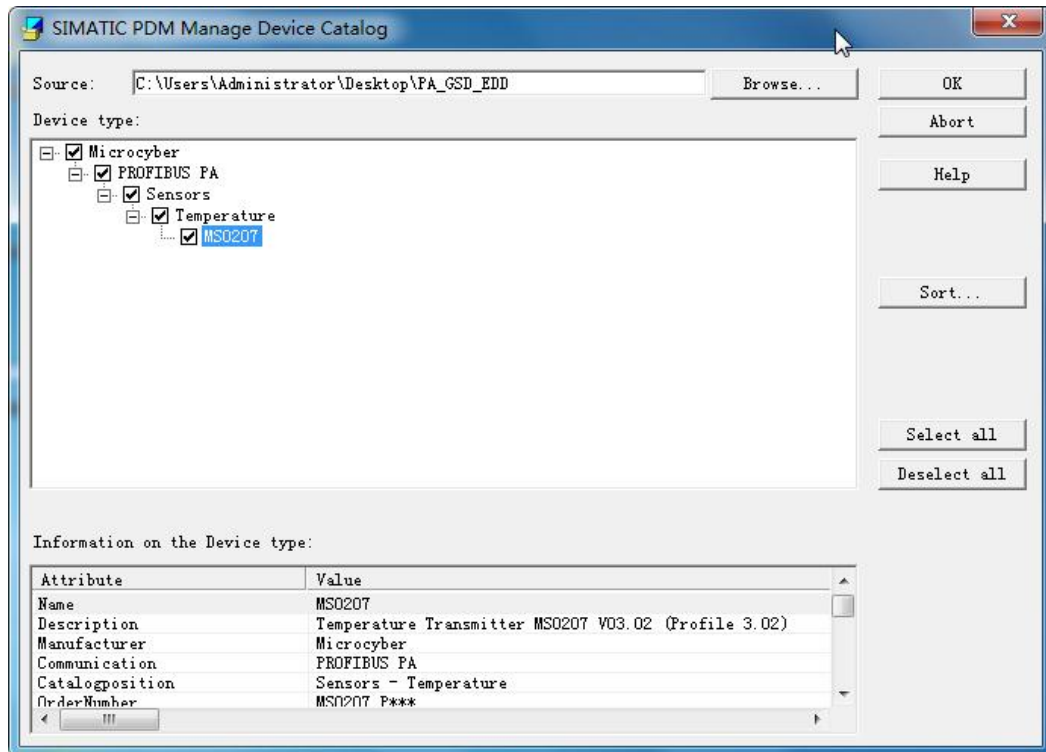 SIMATIC PDM Manage Device Catalog
Source: C:\Users\Administrator\Desktop\PA_GSD_EDD Browse... OK
Device type: Abort
Microcyber
PROFIBUS PA Help
Sensors
Temperature
MS0207
Sort...
Select all
Deselect all
Information on the Device type:
Attribute Value
Name MS0207
Description Temperature Transmitter MS0207 V03.02 (Profile 3.02)
Manufacturer Microcyber
Communication PROFIBUS PA
Catalogposition Sensors - Temperature
OrderNumber MS0207 P***